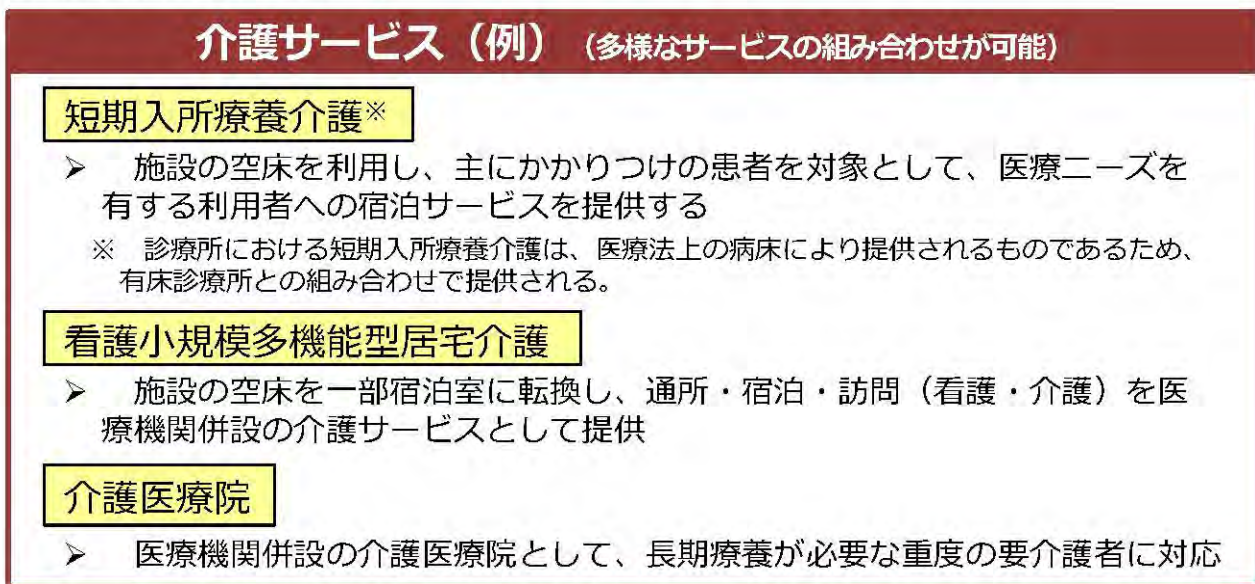 介護サービス（例）（多様なサービスの組み合わせが可能）
短期入所療養介護※
➢ 施設の空床を利用し、主にかかりつけの患者を対象として、医療ニーズを
有する利用者への宿泊サービスを提供する
※ 診療所における短期入所療養介護は、医療法上の病床により提供されるものであるため、
有床診療所との組み合わせで提供される。
看護小規模多機能型居宅介護
➢ 施設の空床を一部宿泊室に転換し、通所・宿泊・訪問（看護・介護）を医
療機関併設の介護サービスとして提供
介護医療院
➢ 医療機関併設の介護医療院として、長期療養が必要な重度の要介護者に対応